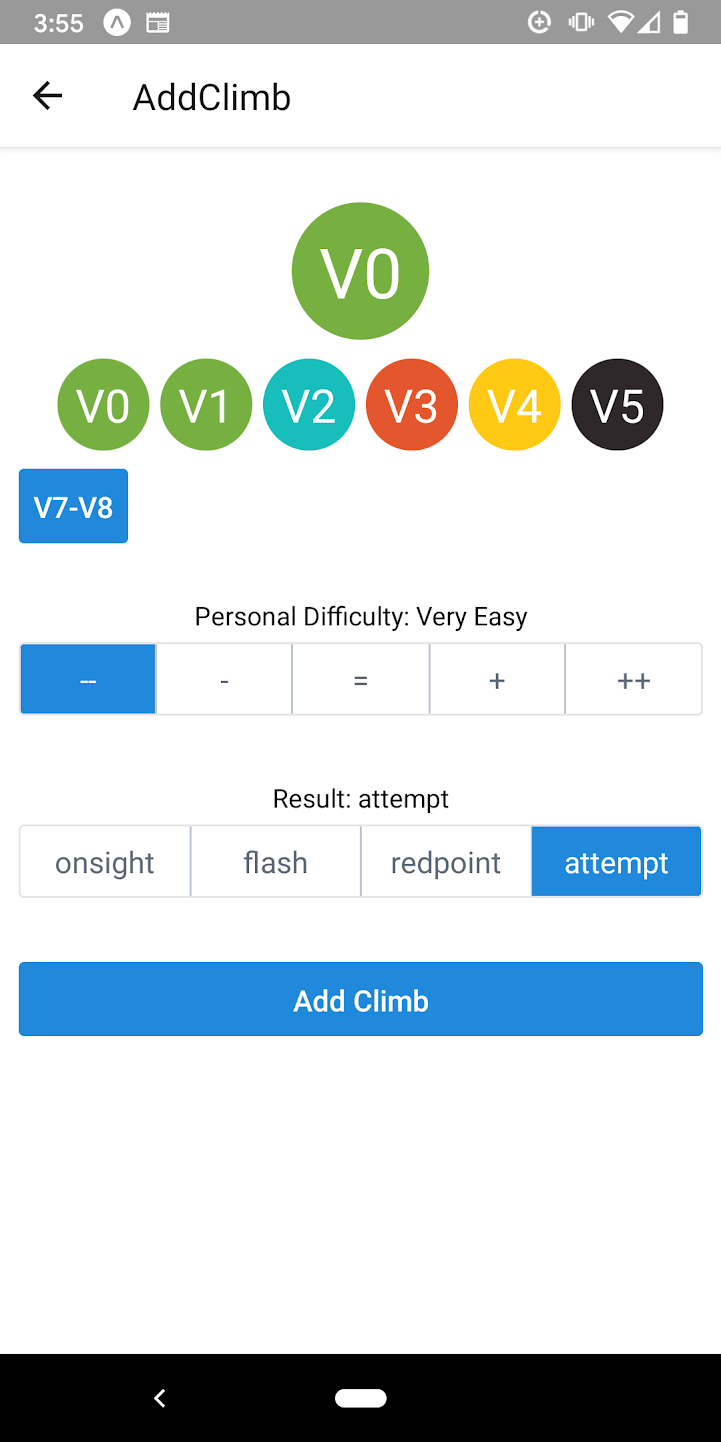 3:55
AddClimb
V0
V0 V1 V2 V3 V4 V5
V7-V8
Personal Difficulty: Very Easy
-- - = + ++
Result: attempt
onsight flash redpoint attempt
Add Climb